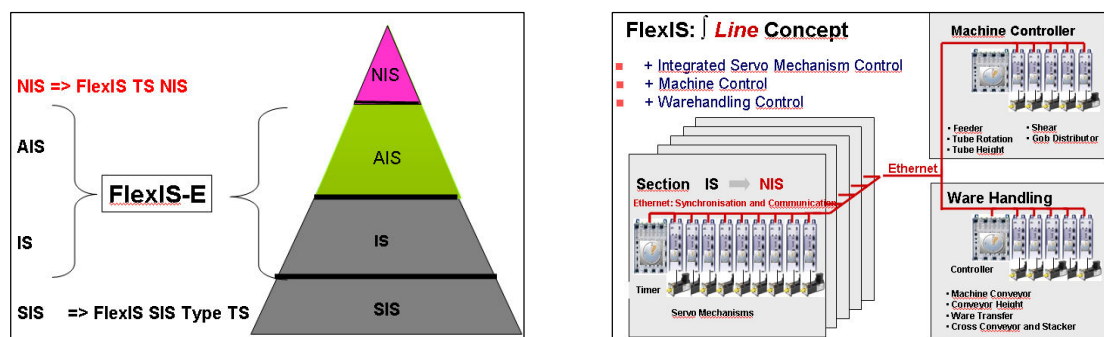 NIS => FlexIS TS NIS
AIS
FlexIS-E
IS
SIS => FlexIS SIS Type TS
NIS
AIS
IS
SIS
FlexIS: ∫ Line Concept
+ Integrated Servo Mechanism Control
+ Machine Control
+ Warehandling Control
Section IS NIS
Ethernet: Synchronisation and Communication
Timer
Servo Mechanisms
Ethernet
Machine Controller
• Feeder
• Tube Rotation
• Tube Height
• Shear
• Gob Distributor
Ware Handling
Controller
• Machine Conveyor
• Conveyor Height
• Ware Transfer
• Cross Conveyor and Stacker